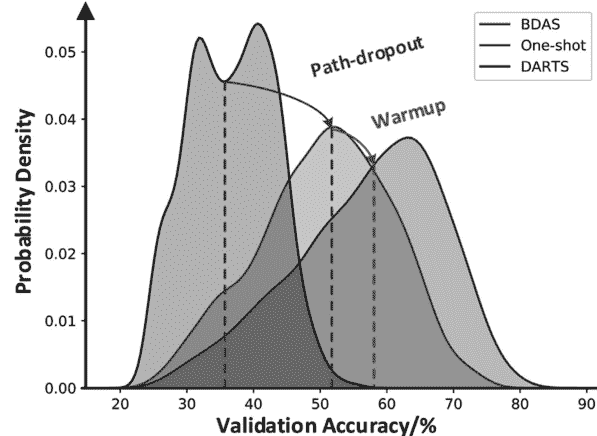 BDAS
One-shot
DARTS
Path-dropout
Warmup
Probability Density
0.05
0.04
0.03
0.02
0.01
0.00
20 30 40 50 60 70 80 90
Validation Accuracy/%